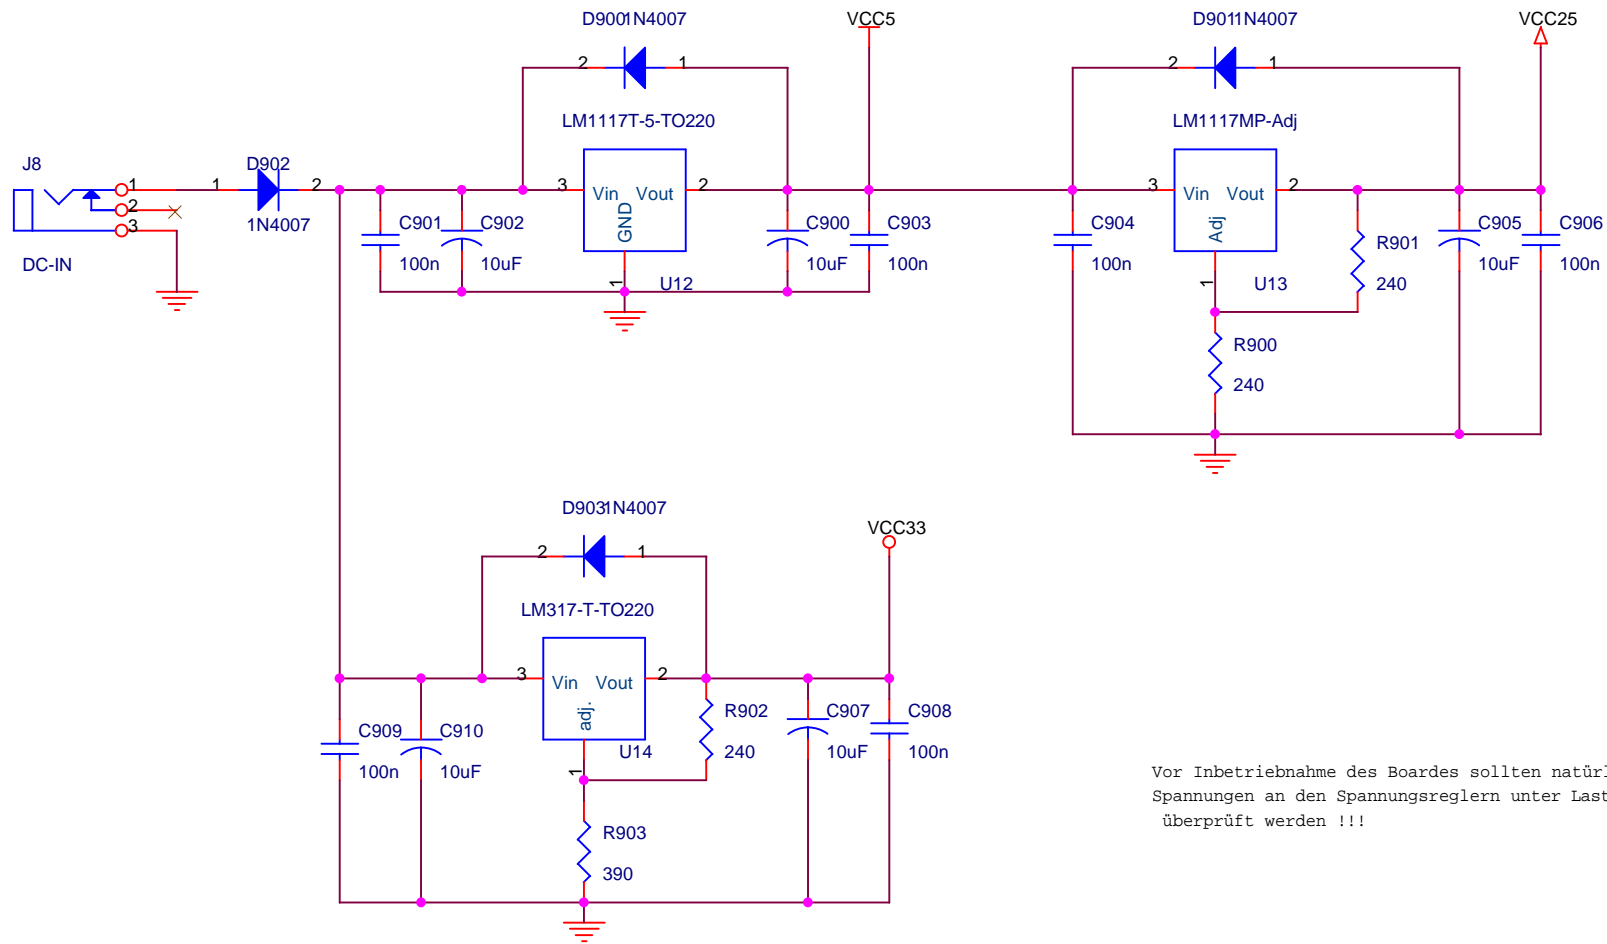 D9001N4007
VCC5
D9011N4007
VCC25
2
1
2
1
LM1117T-5-TO220
LM1117MP-Adj
J8
D902
1
1
2
3
Vin
Vout
2
3
Vin
Vout
2
2
3
1N4007
GND
Adj
C901
C902
C900
C903
C904
R901
C905
C906
DC-IN
100n
10uF
10uF
100n
100n
10uF
100n
1
U12
1
U13
240
R900
240
D9031N4007
VCC33
2
1
LM317-T-TO220
3
Vin
Vout
2
adj.
C909
C910
R902
C907
C908
100n
10uF
1
U14
240
10uF
100n
R903
390
Vor Inbetriebnahme des Boardes sollten
Spannungen an den Spannungsreglern unter Last
überprüft werden !!!